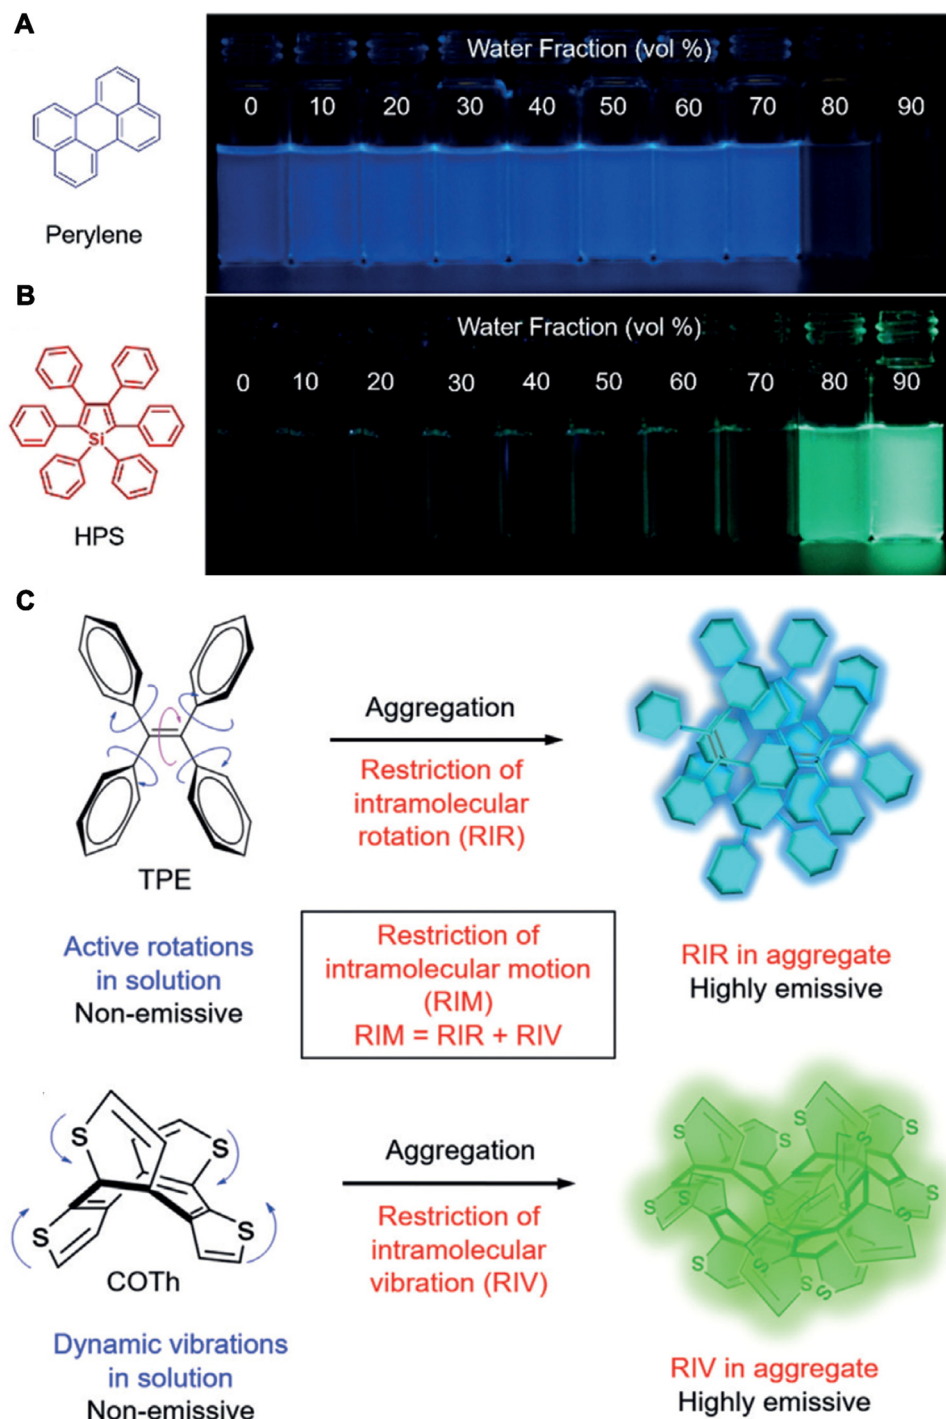 A
Water Fraction (vol %)
0 10 20 30 40 50 60 70 80 90
Perylene
B
Water Fraction (vol %)
0 10 20 30 40 50 60 70 80 90
Si
HPS
C
Aggregation
Restriction of
intramolecular
rotation (RIR)
TPE
Active rotations
in solution
Non-emissive
Restriction of
intramolecular motion
(RIM)
RIM = RIR + RIV
RIR in aggregate
Highly emissive
S
S
S
S
COTh
Aggregation
Restriction of
intramolecular
vibration (RIV)
S
S
S
S
S
S
S
S
S
S
S
S
Dynamic vibrations
in solution
Non-emissive
RIV in aggregate
Highly emissive